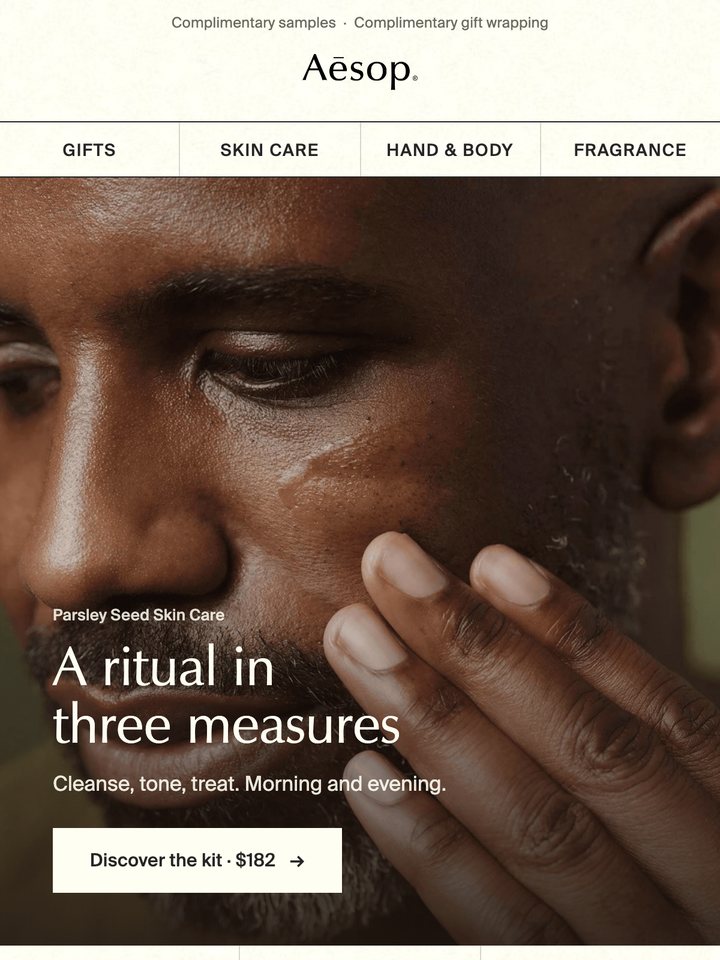 Complimentary samples · Complimentary gift wrapping
Aēsop®
GIFTS
SKIN CARE
HAND & BODY
FRAGRANCE
Parsley Seed Skin Care
A ritual in
three measures
Cleanse, tone, treat. Morning and evening.
Discover the kit · $182 →